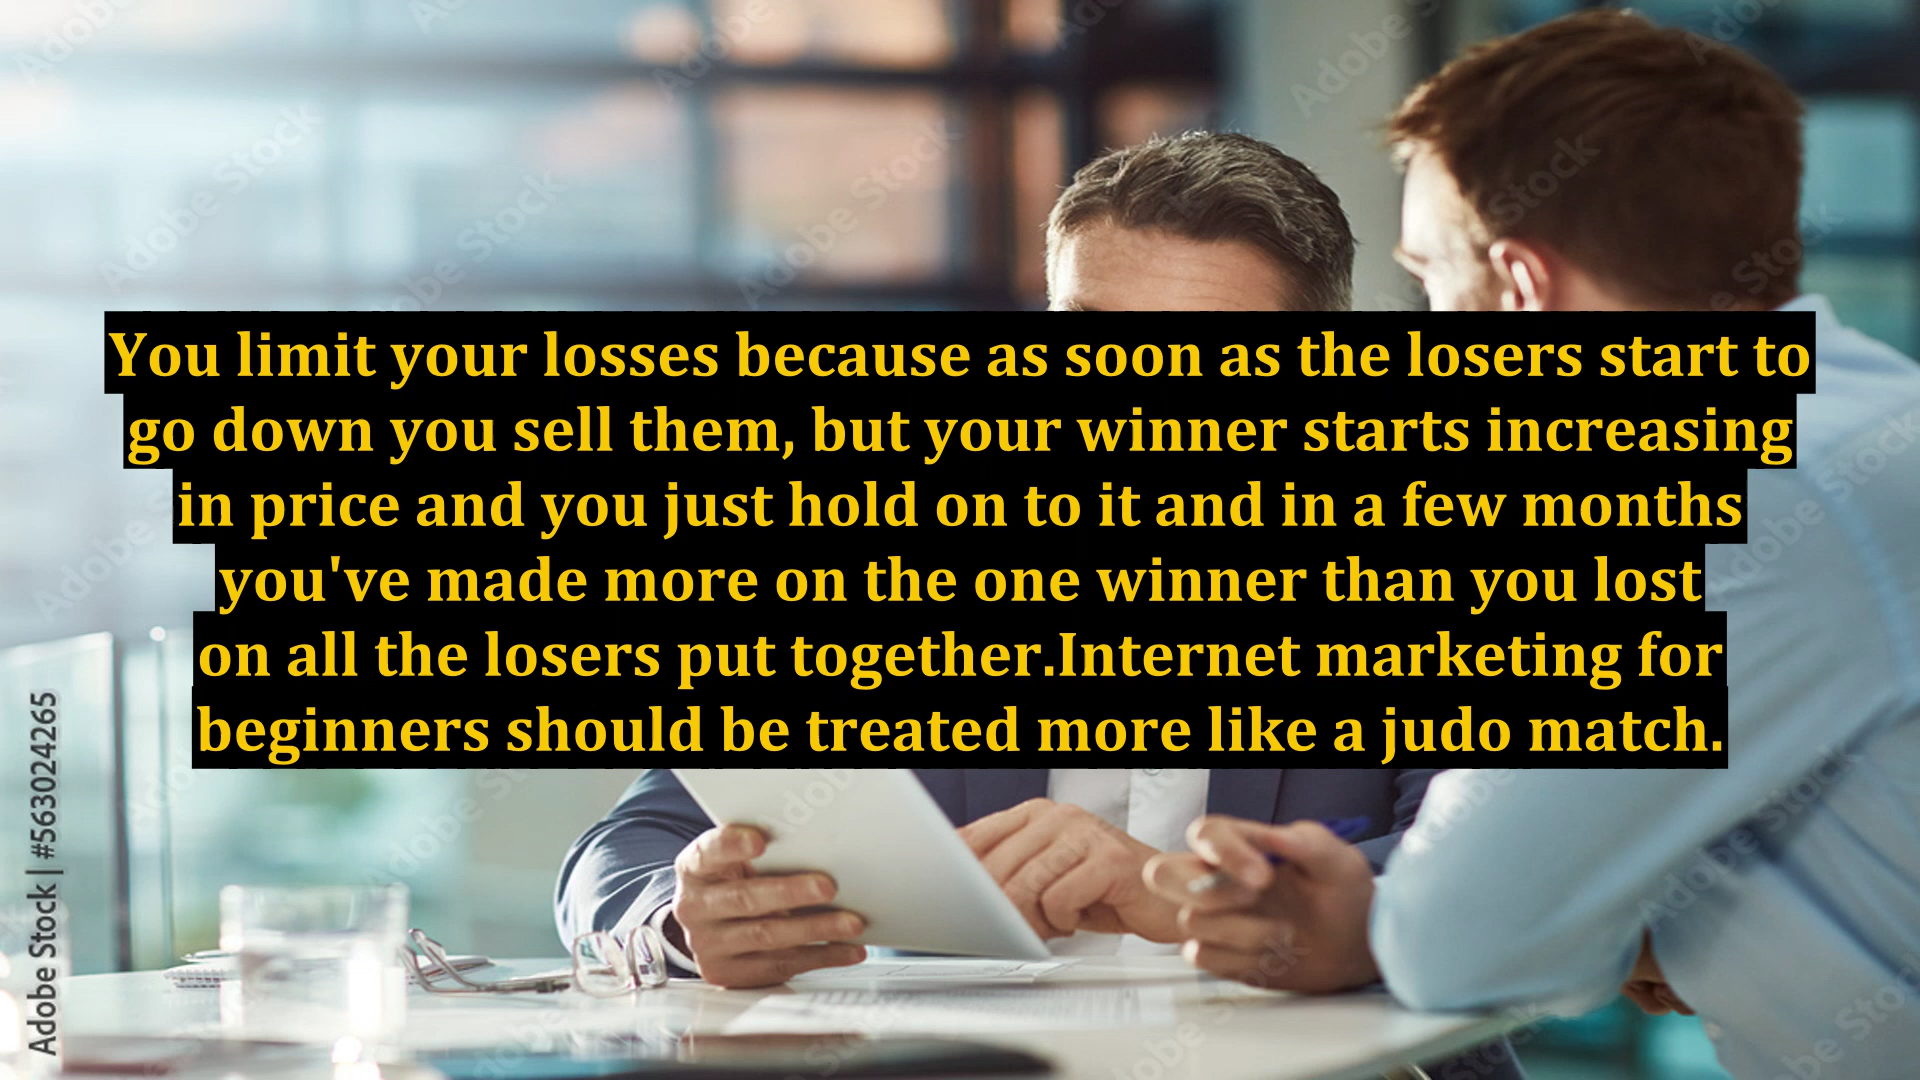 You limit your losses because as soon as the losers start to
go down you sell them, but your winner starts increasing
in price and you just hold on to it and in a few months
you've made more on the one winner than you lost
on all the losers put together.Internet marketing for
beginners should be treated more like a judo match.
Adobe Stock | #563024265